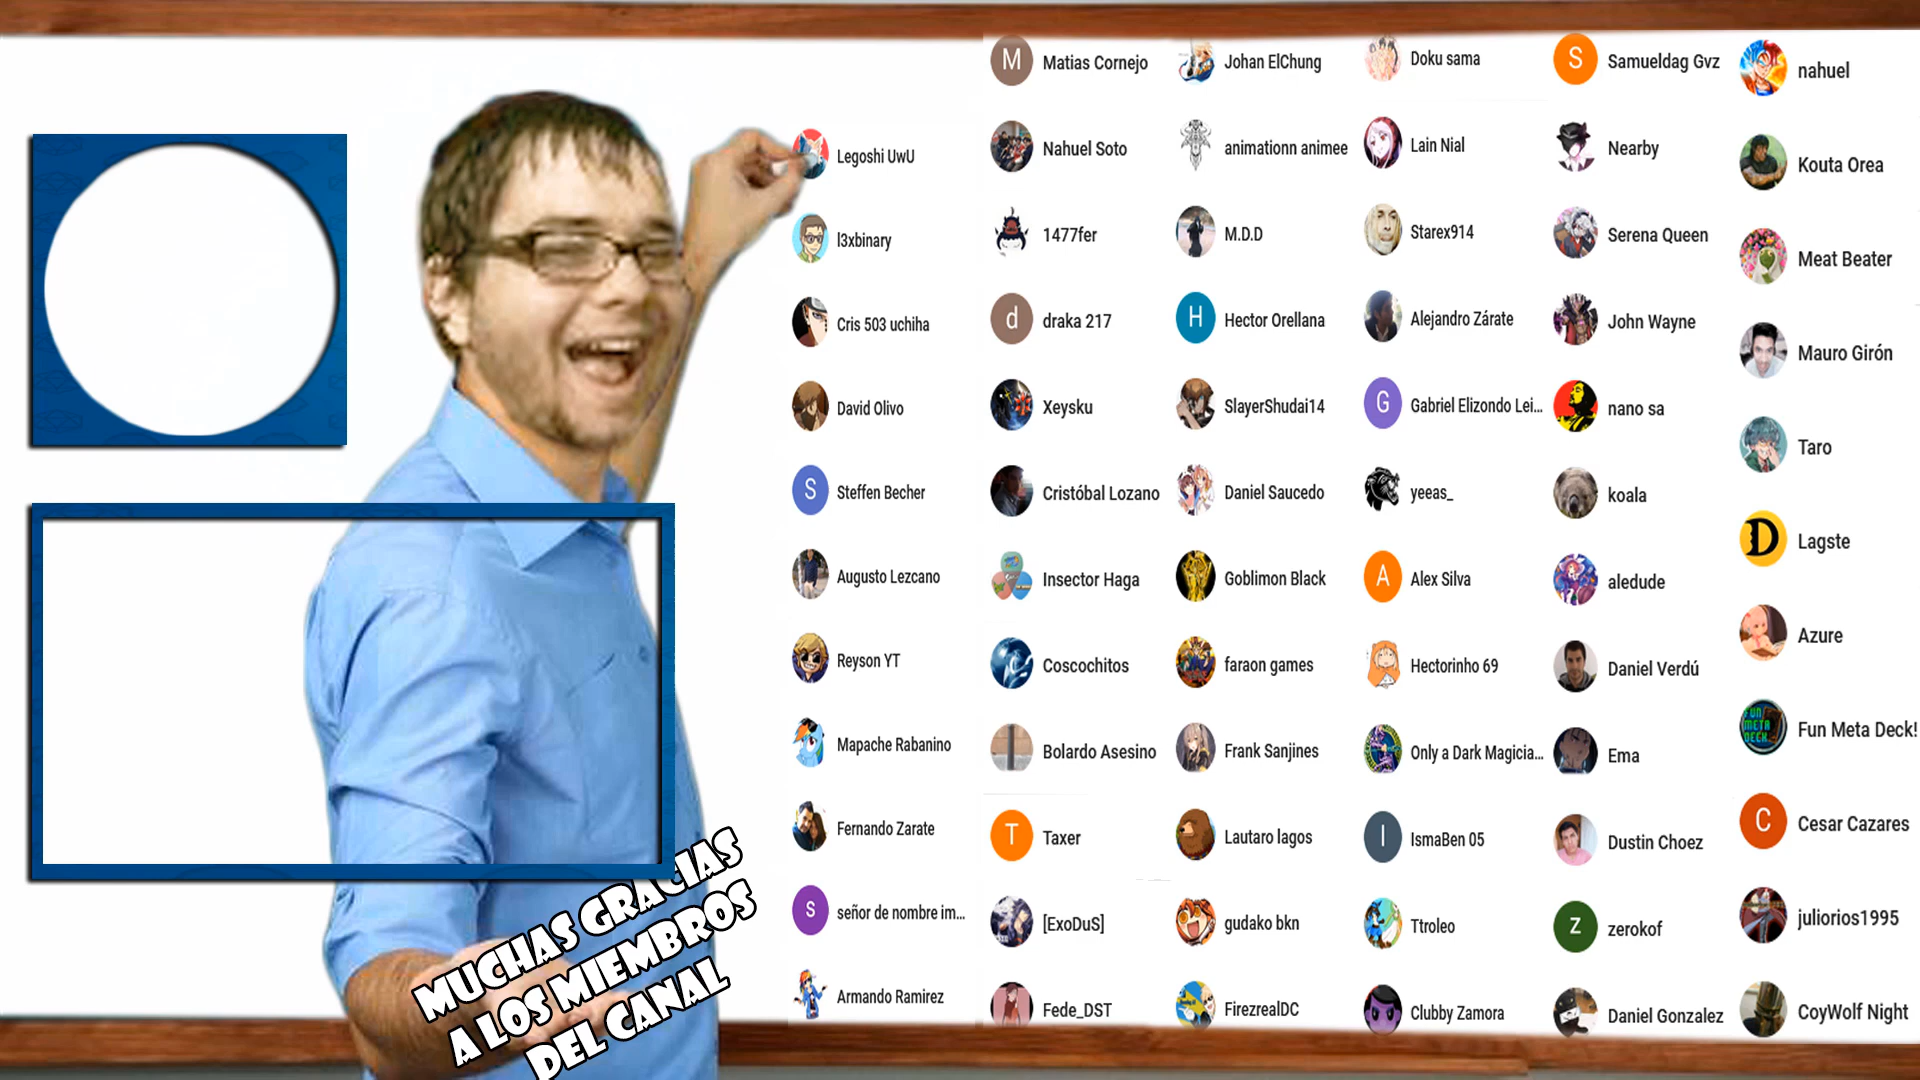 Legoshi UwU
l3xbinary
Cris 503 uchiha
David Olivo
S
Steffen Becher
Augusto Lezcano
Reyson YT
Mapache Rabanino
Fernando Zarate
s
señor de nombre im...
Armando Ramirez
M
Matias Cornejo
Nahuel Soto
1477fer
d
draka 217
Xeysku
Cristóbal Lozano
Insector Haga
Coscochitos
Bolardo Asesino
T
Taxer
[ExoDuS]
Fede_DST
Johan ElChung
animationn animee
M.D.D
H
Hector Orellana
SlayerShudai14
Daniel Saucedo
Goblimon Black
faraon games
Frank Sanjines
Lautaro lagos
gudako bkn
FirezrealDC
Doku sama
Lain Nial
Starex914
Alejandro Zárate
G
Gabriel Elizondo Lei...
yeeas_
A
Alex Silva
Hectorinho 69
Only a Dark Magicia...
I
IsmaBen 05
Ttroleo
Clubby Zamora
S
Samueldag Gvz
Nearby
Serena Queen
John Wayne
nano sa
koala
aledude
Daniel Verdú
Ema
Dustin Choez
z
zerokof
Daniel Gonzalez
nahuel
Kouta Orea
Meat Beater
Mauro Girón
Taro
D
Lagste
Azure
FUN
META
DECK
Fun Meta Deck!
C
Cesar Cazares
juliorios1995
CoyWolf Night
MUCHAS GRACIAS
A LOS MIEMBROS
DEL CANAL